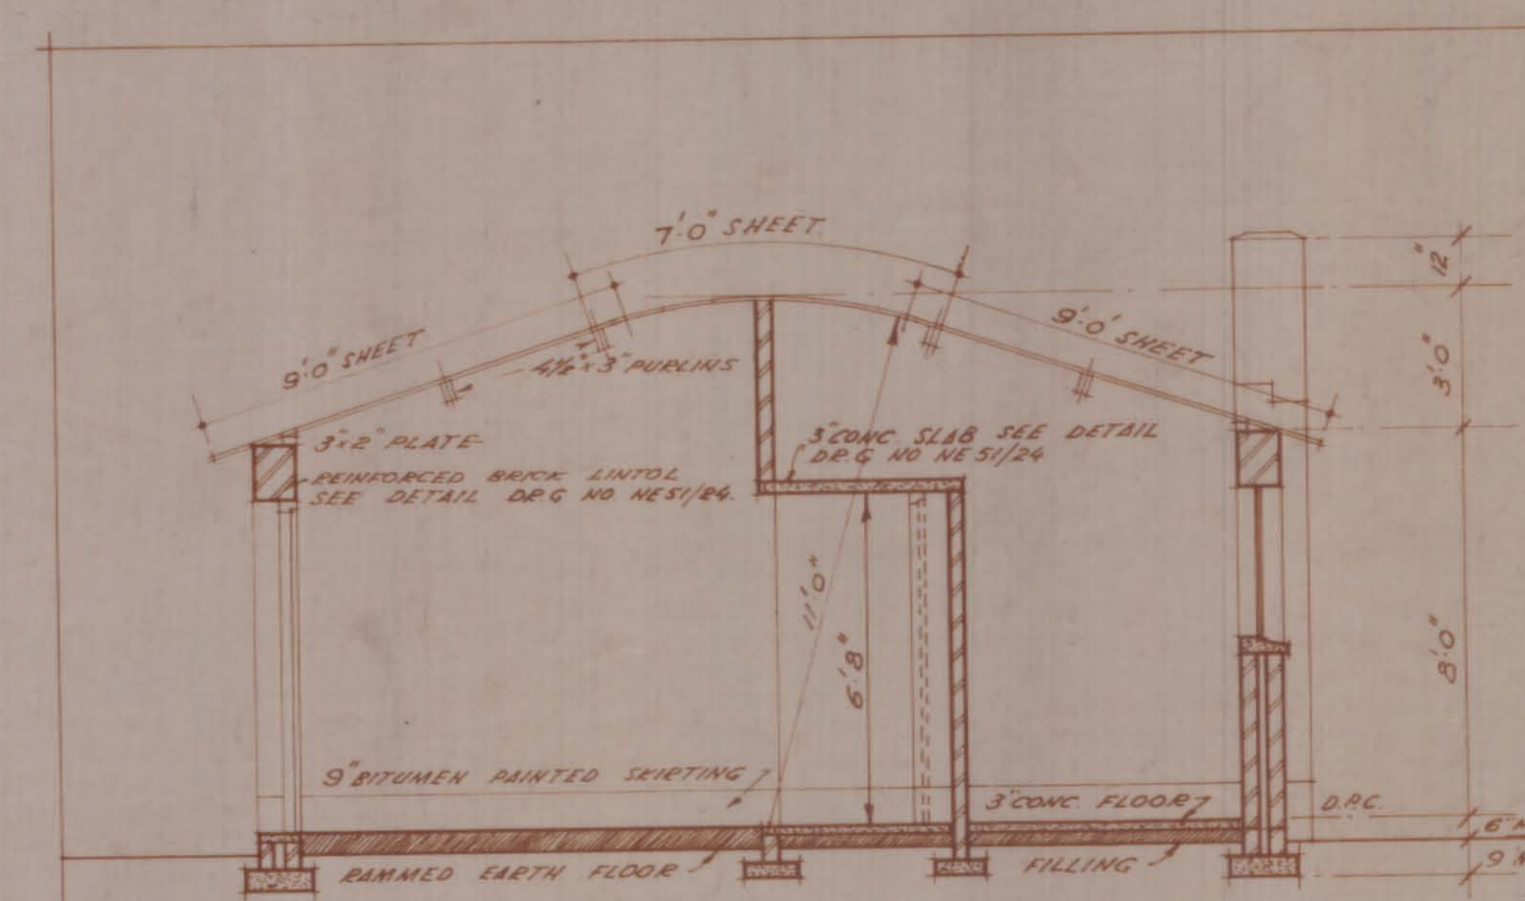 7'-0" SHEET
12"
9'-0" SHEET
9'-0' SHEET
3'-0"
4½" x 3" PURLINS
3" x 2" PLATE
3" CONC. SLAB SEE DETAIL
DR.G NO NE 51/24
REINFORCED BRICK LINTOL
SEE DETAIL DR.G NO. NE51/24.
11'0"
6'-8"
8'-0"
9" BITUMEN PAINTED SKIRTING
3" CONC. FLOOR
D.P.C.
6"
RAMMED EARTH FLOOR
FILLING
9"